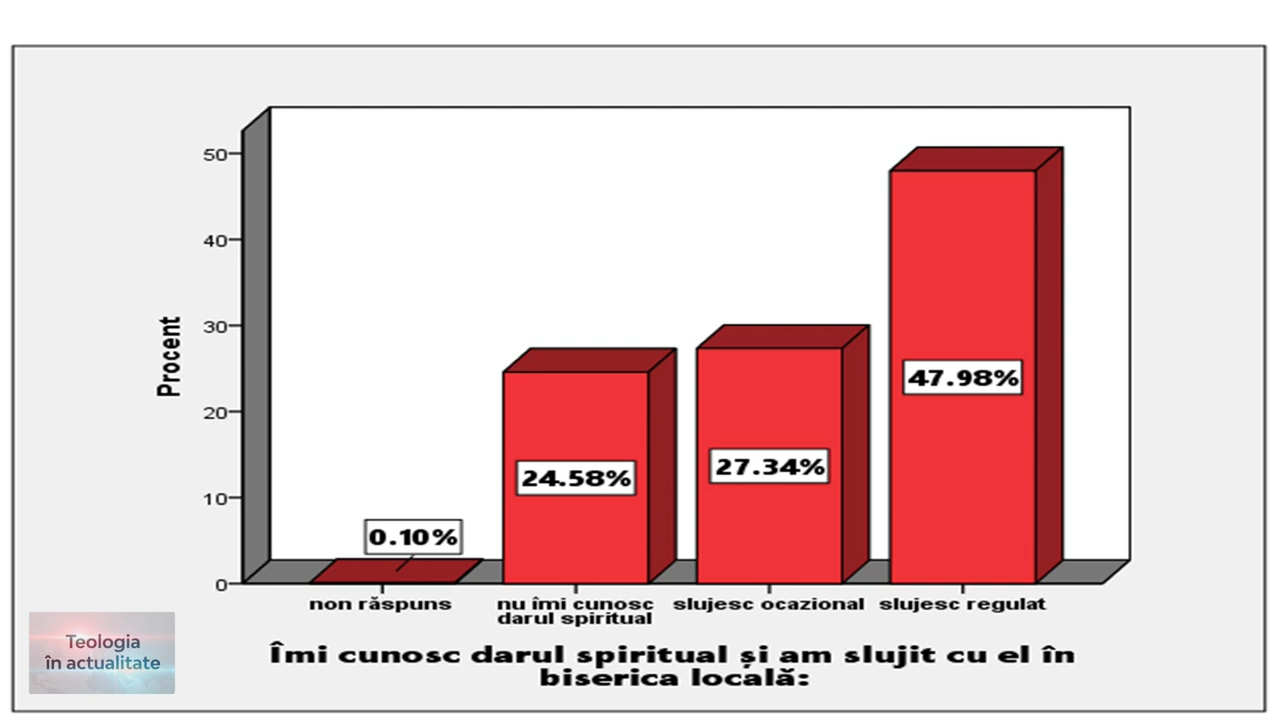 50
40
30
20
10
0
Procent
0.10%
24.58%
27.34%
47.98%
non răspuns
nu îmi cunosc
darul spiritual
slujesc ocazional
slujesc regulat
Îmi cunosc darul spiritual și am slujit cu el în
biserica locală:
Teologia
în actualitate